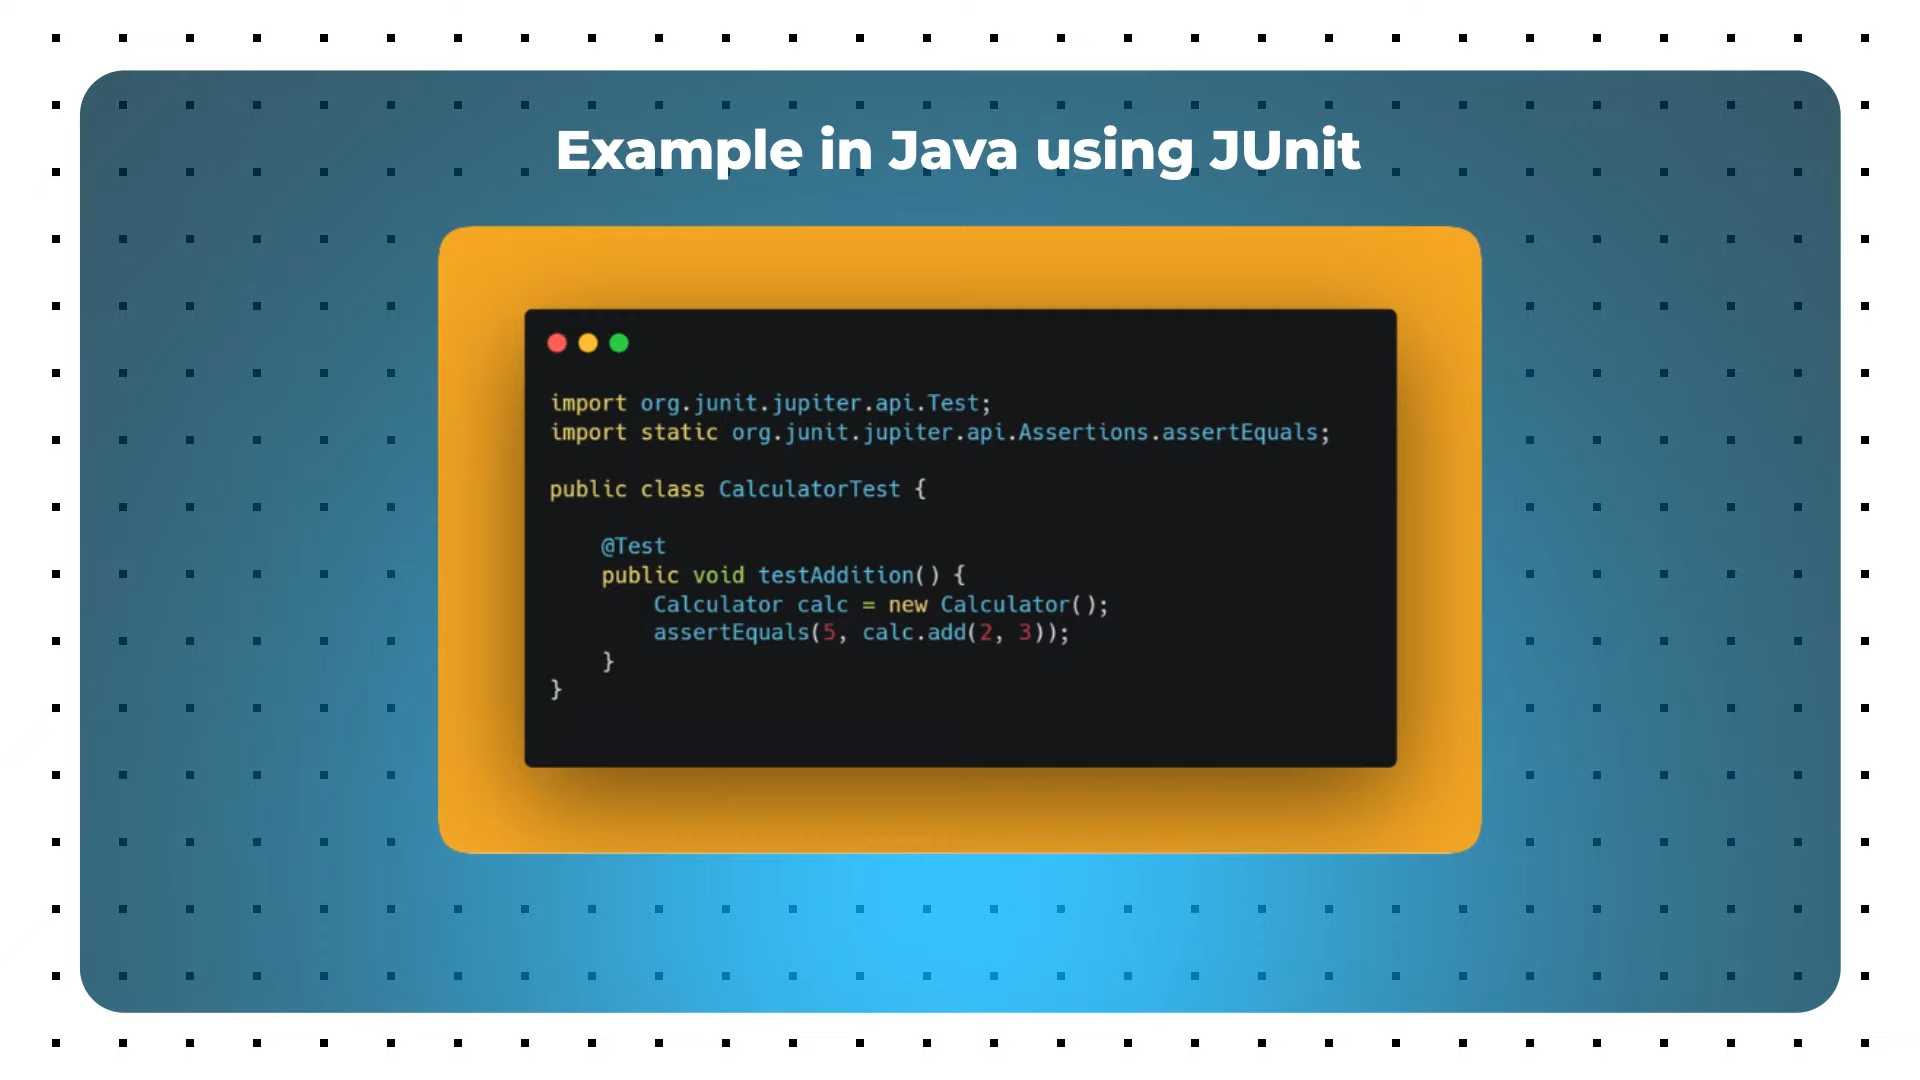 Example in Java using JUnit
import org.junit.jupiter.api.Test;
import static org.junit.jupiter.api.Assertions.assertEquals;
public class CalculatorTest {
@Test
public void testAddition() {
Calculator calc = new Calculator();
assertEquals(5, calc.add(2, 3));
}
}